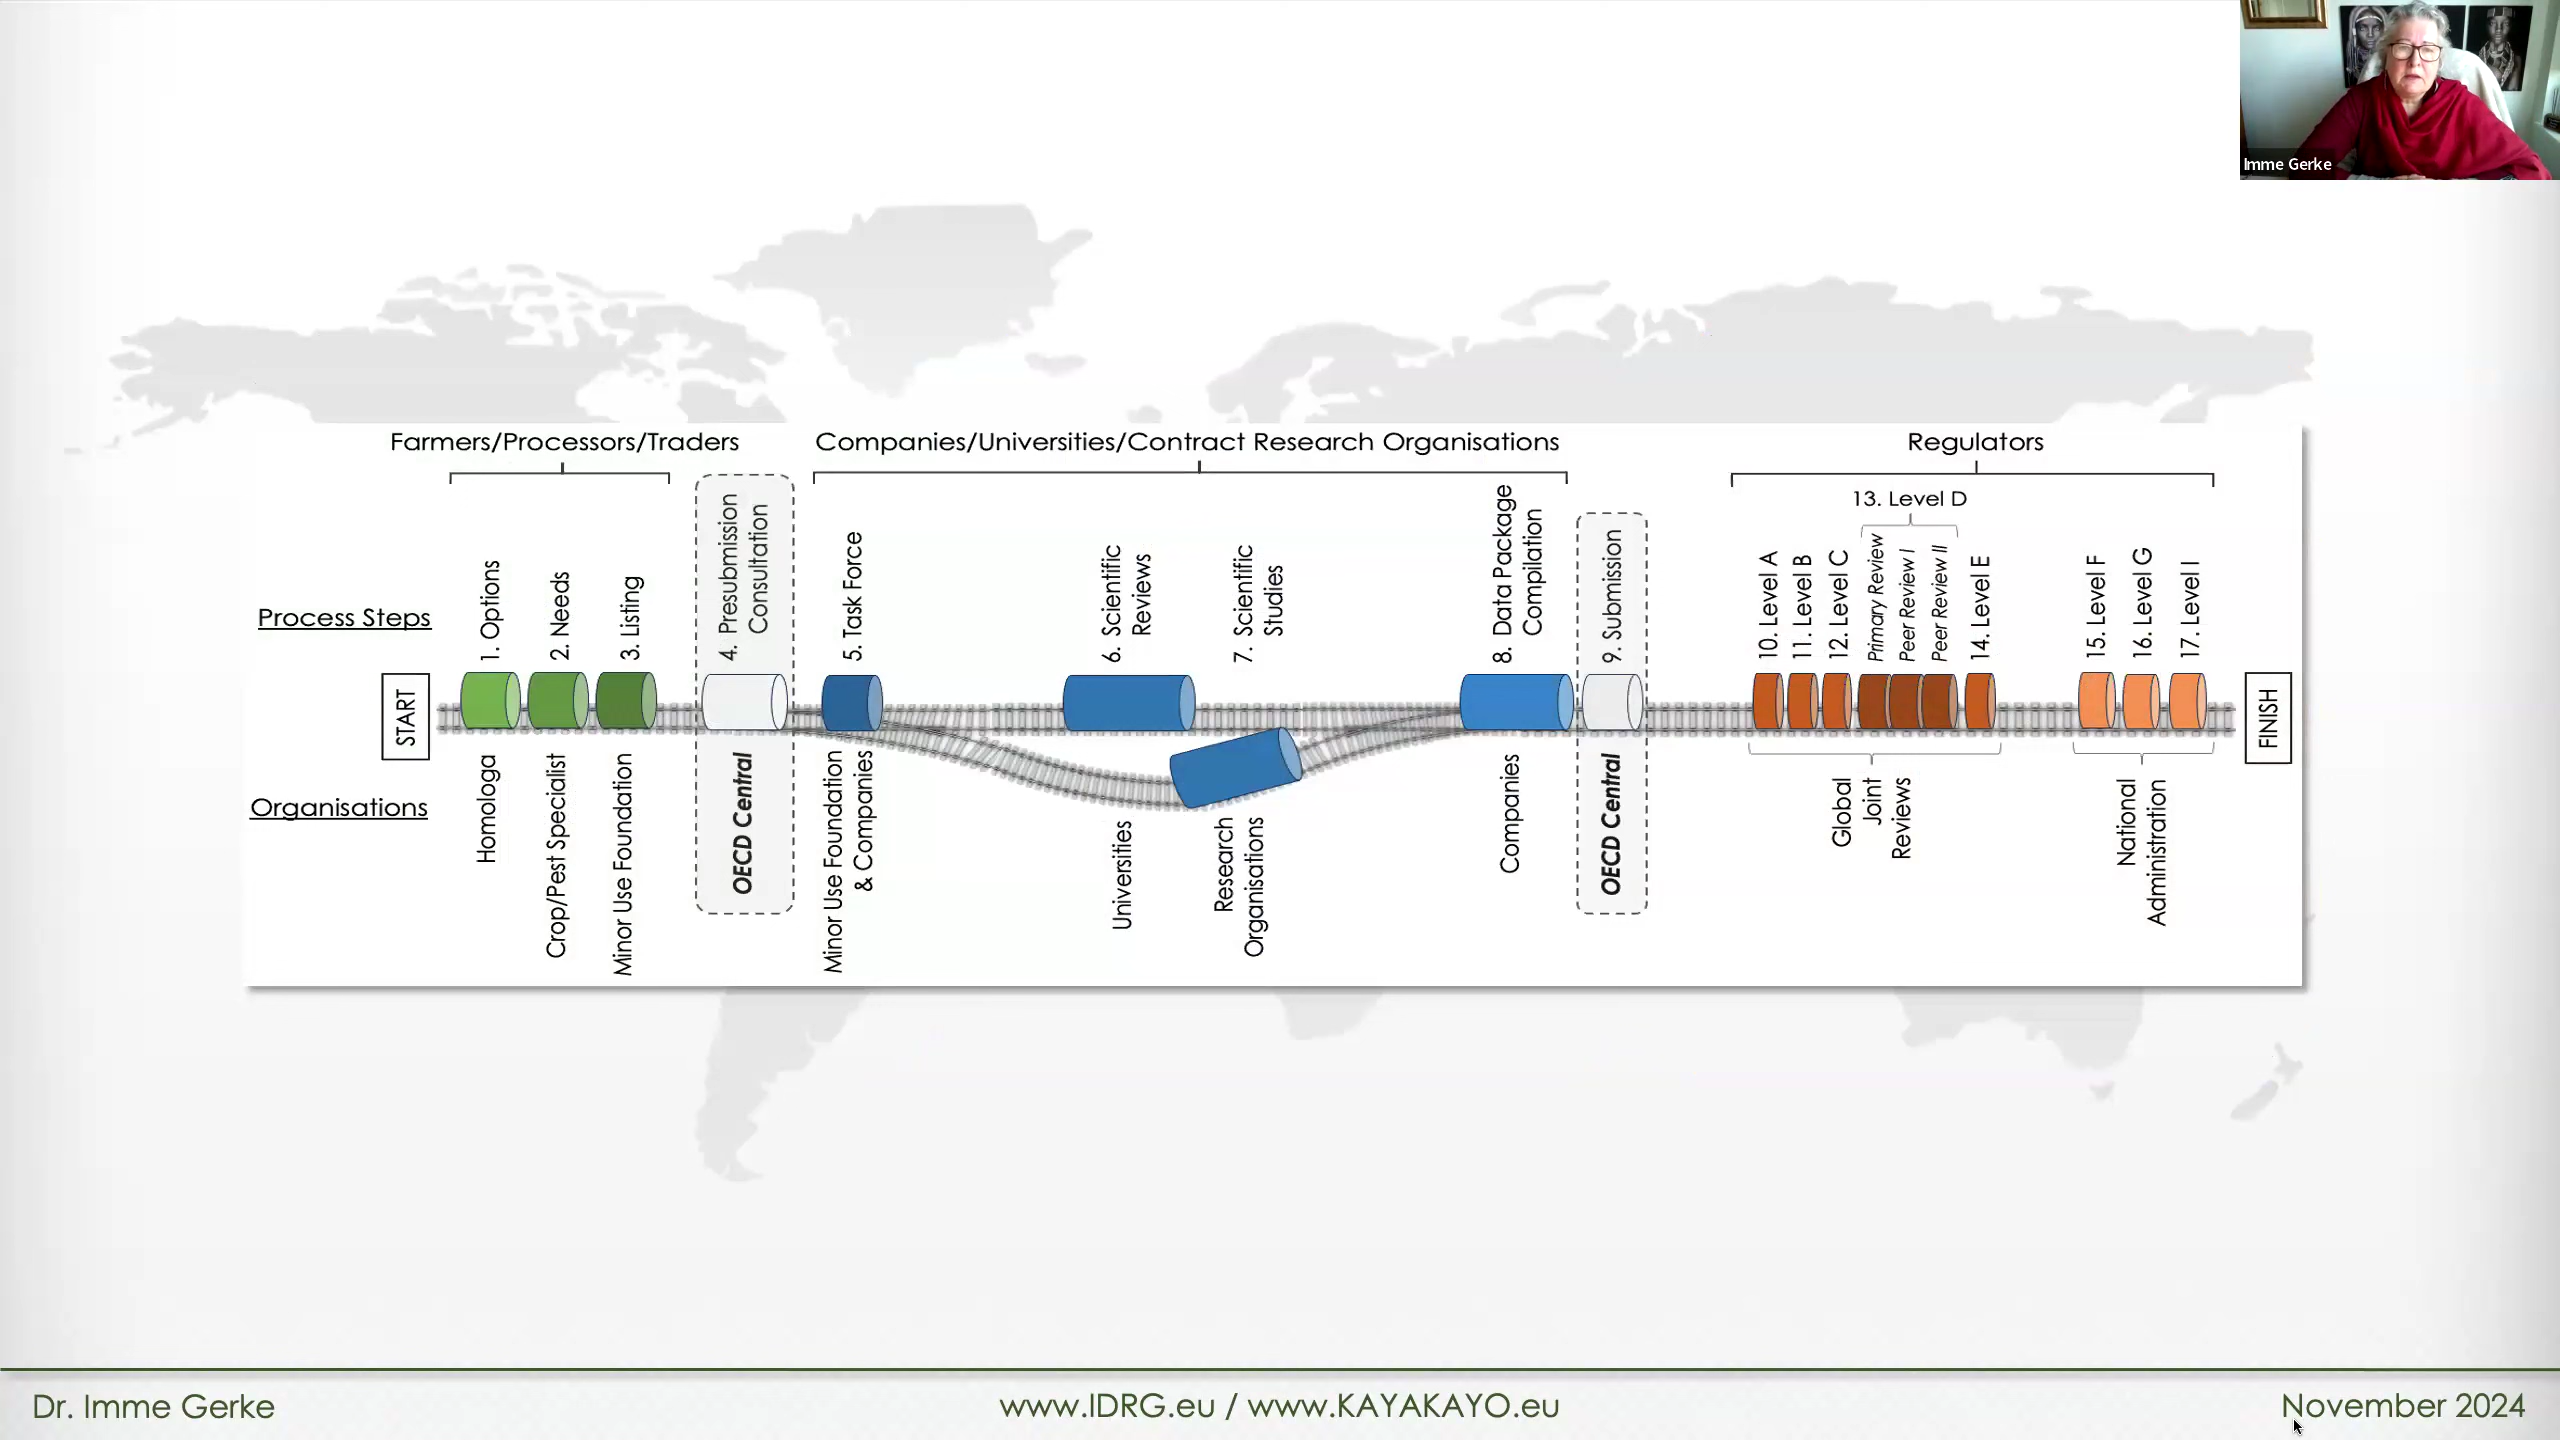 Imme Gerke
Farmers/Processors/Traders
Companies/Universities/Contract Research Organisations
Regulators
13. Level D
Process Steps
1. Options
2. Needs
3. Listing
4. Presubmission
Consultation
5. Task Force
6. Scientific
Reviews
7. Scientific
Studies
8. Data Package
Compilation
9. Submission
10. Level A
11. Level B
12. Level C
Primary Review
Peer Review I
Peer Review II
14. Level E
15. Level F
16. Level G
17. Level I
START
FINISH
Organisations
Homologa
Crop/Pest Specialist
Minor Use Foundation
OECD Central
Minor Use Foundation
& Companies
Universities
Research
Organisations
Companies
OECD Central
Global
Joint
Reviews
National
Administration
Dr. Imme Gerke
www.IDRG.eu / www.KAYAKAYO.eu
November 2024